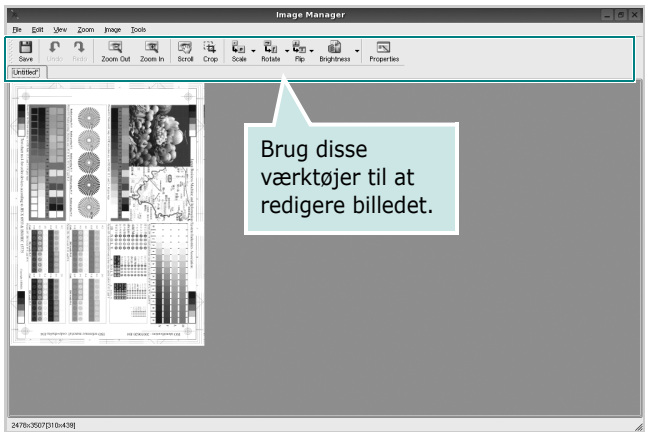 Image Manager
File Edit View Zoom Image Tools
Save Undo Redo Zoom Out Zoom In Scroll Crop Scale Rotate Flip Brightness Properties
Untitled*
Brug disse
værktøjer til at
redigere billedet.
2478x3507[310x439]